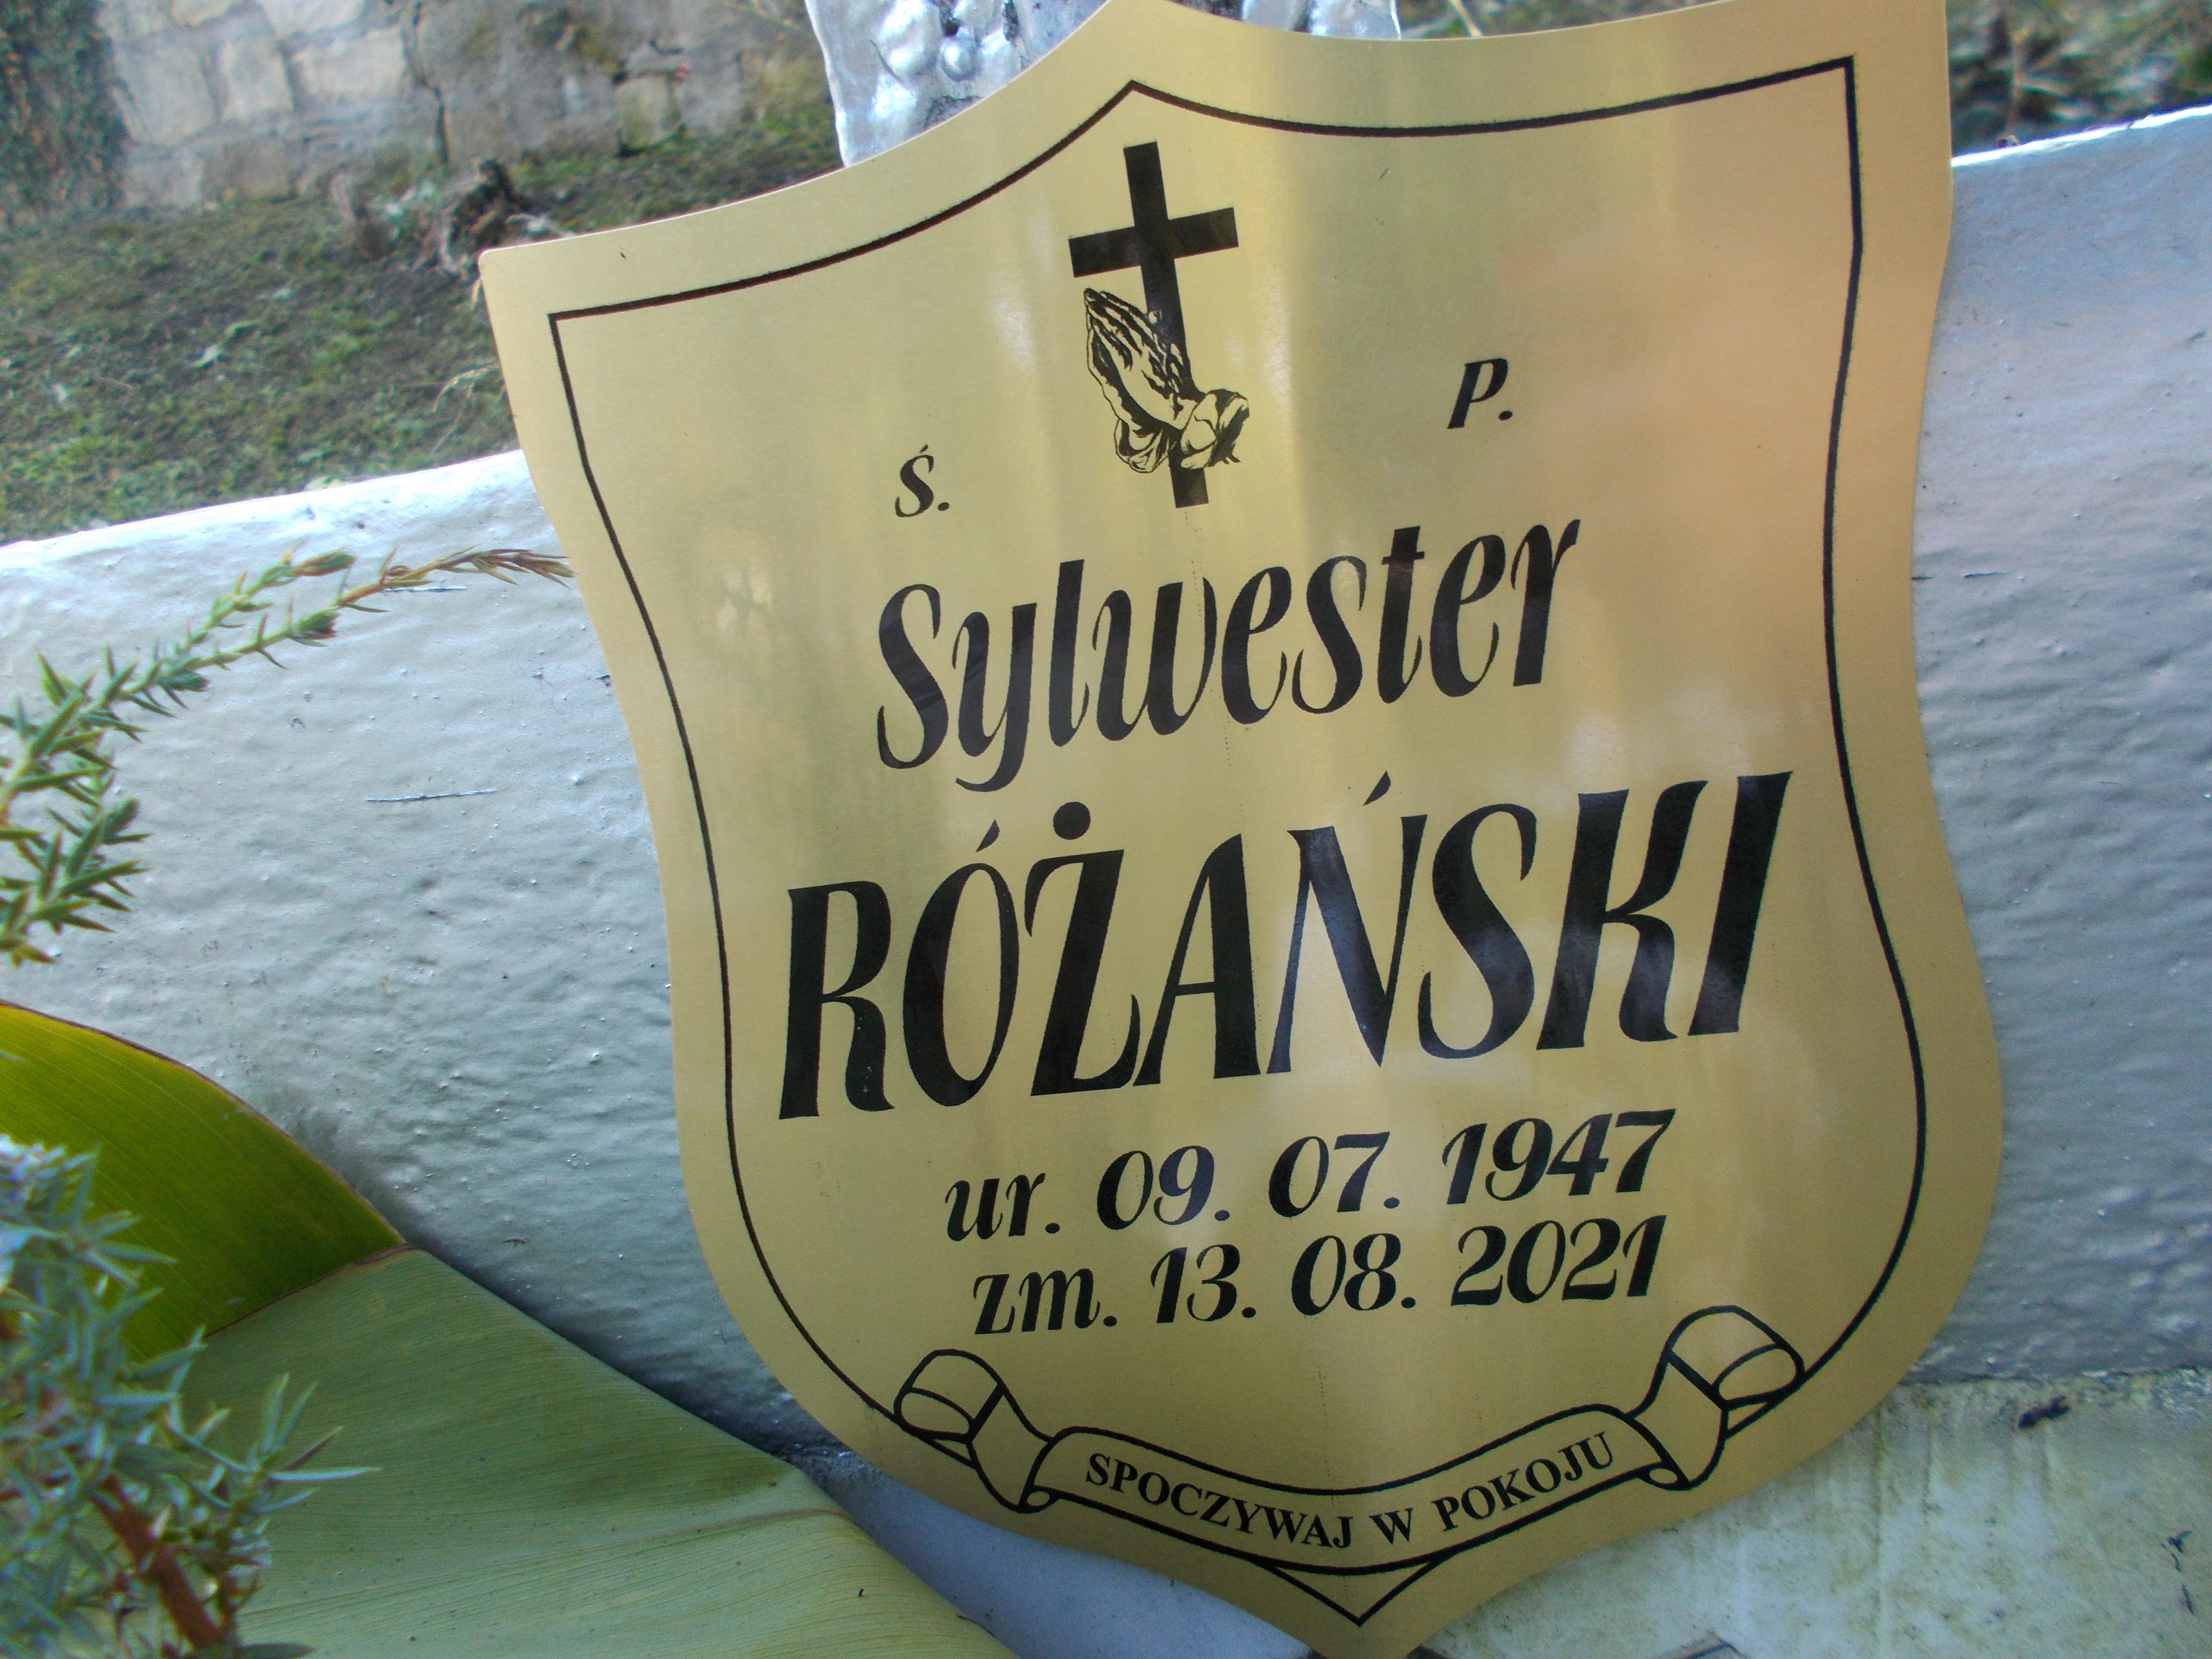 Ś. P.
Sylwester
RÓŻAŃSKI
ur. 09. 07. 1947
zm. 13. 08. 2021
SPOCZYWAJ W POKOJU